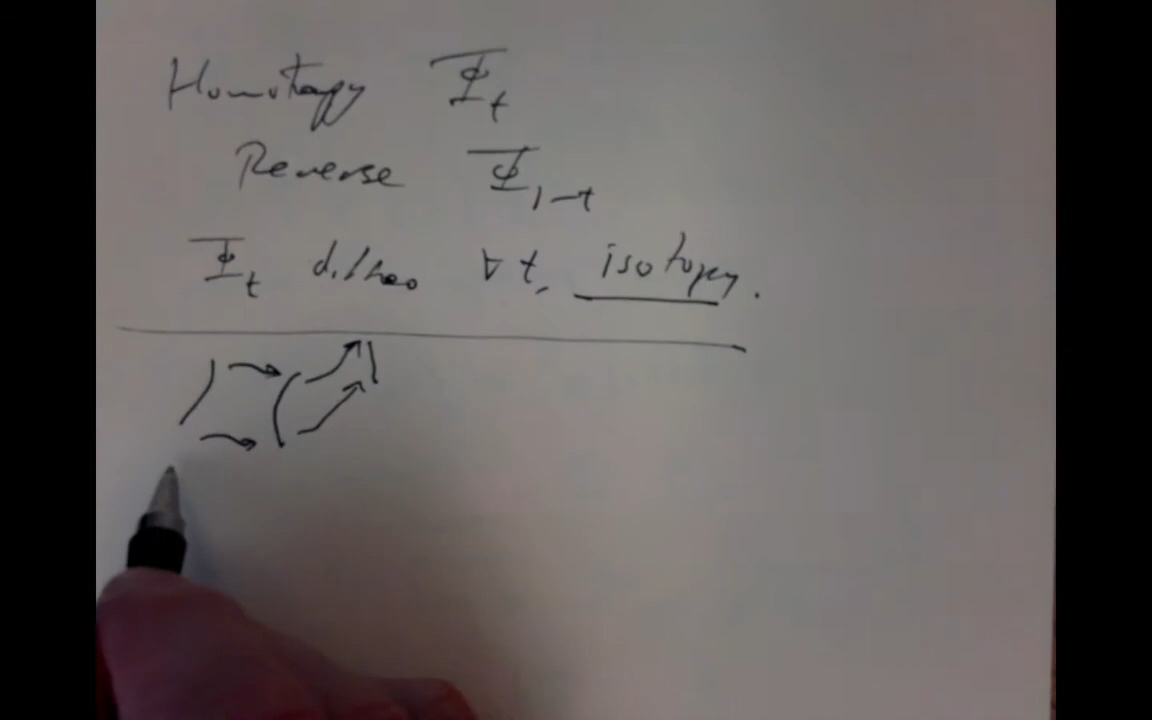 Homotopy Φ_t
Reverse Φ_{1-t}
Φ_t diffeo ∀ t, isotopy.